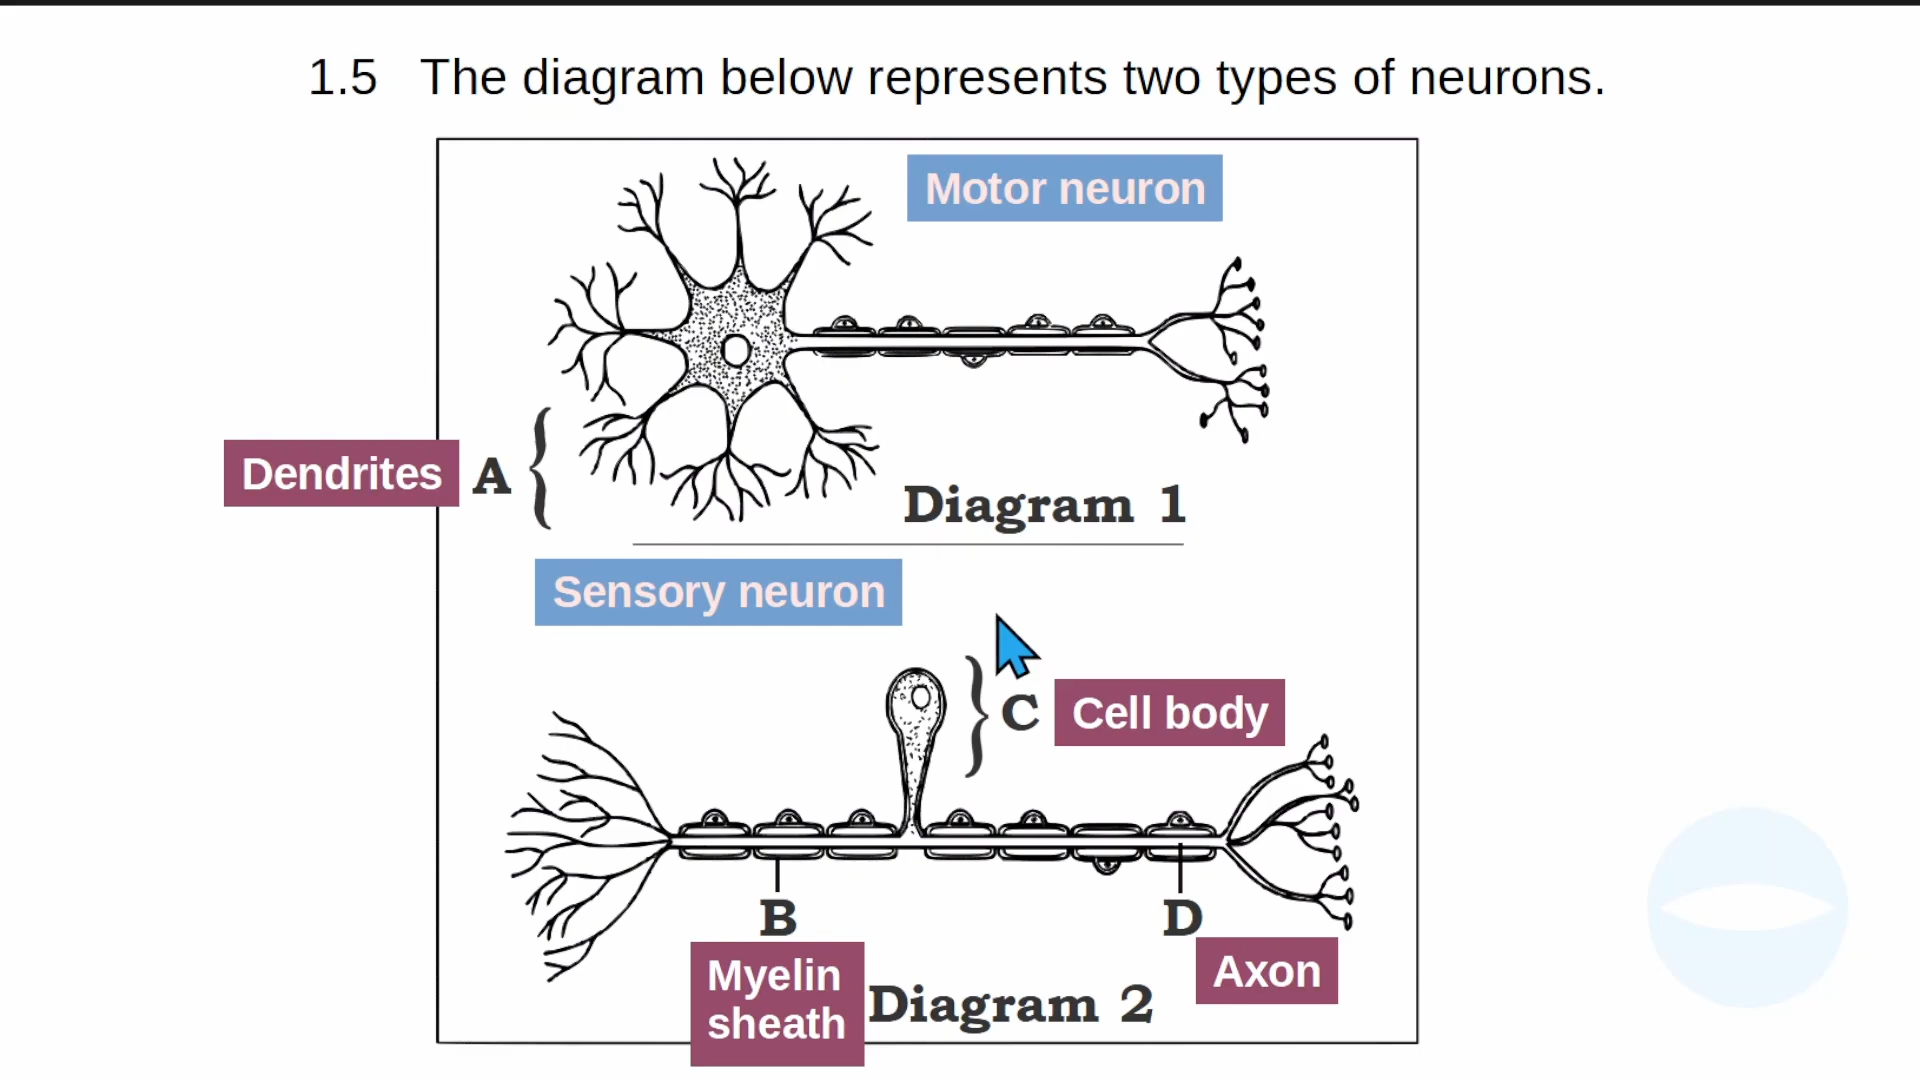 1.5 The diagram below represents two types of neurons.
Motor neuron
Dendrites A
Diagram 1
Sensory neuron
C Cell body
B D
Myelin
sheath
Axon
Diagram 2